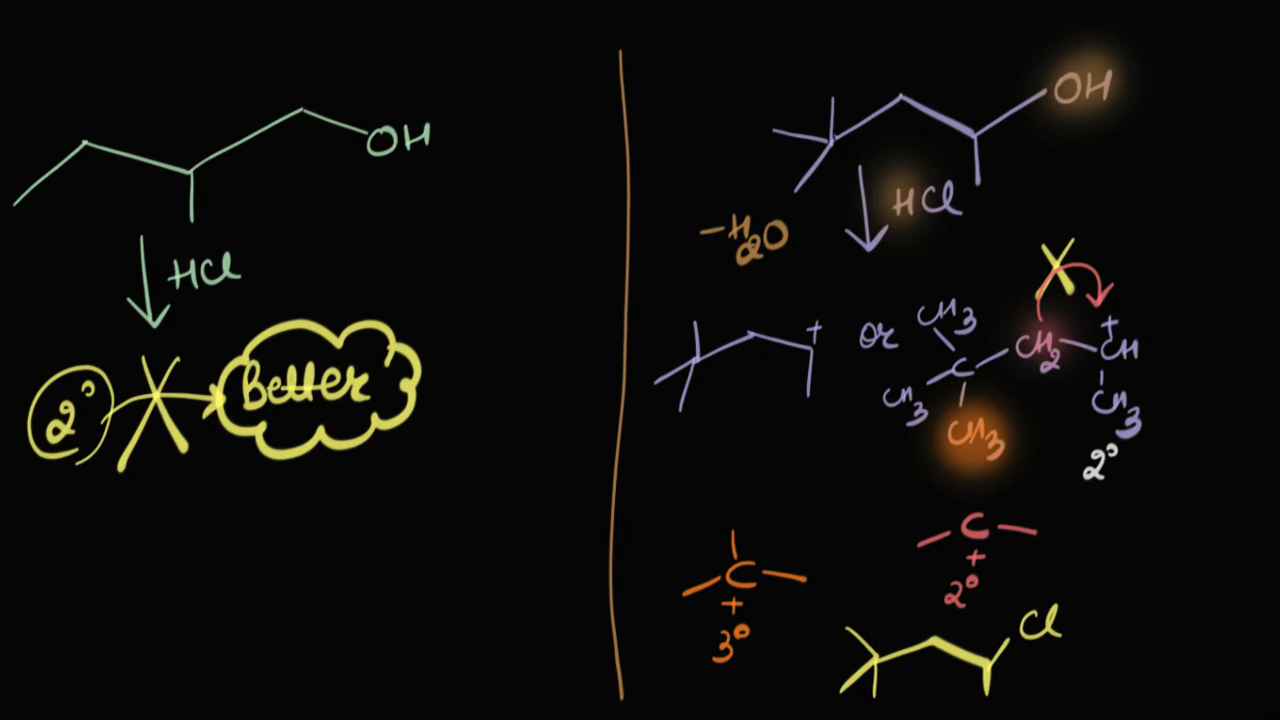 OH
HCl
2° Better
OH
HCl
-H2O
+ or CH3
CH3 C CH2 +CH
CH3 CH3
2°
C
+
2°
C
+
3°
Cl